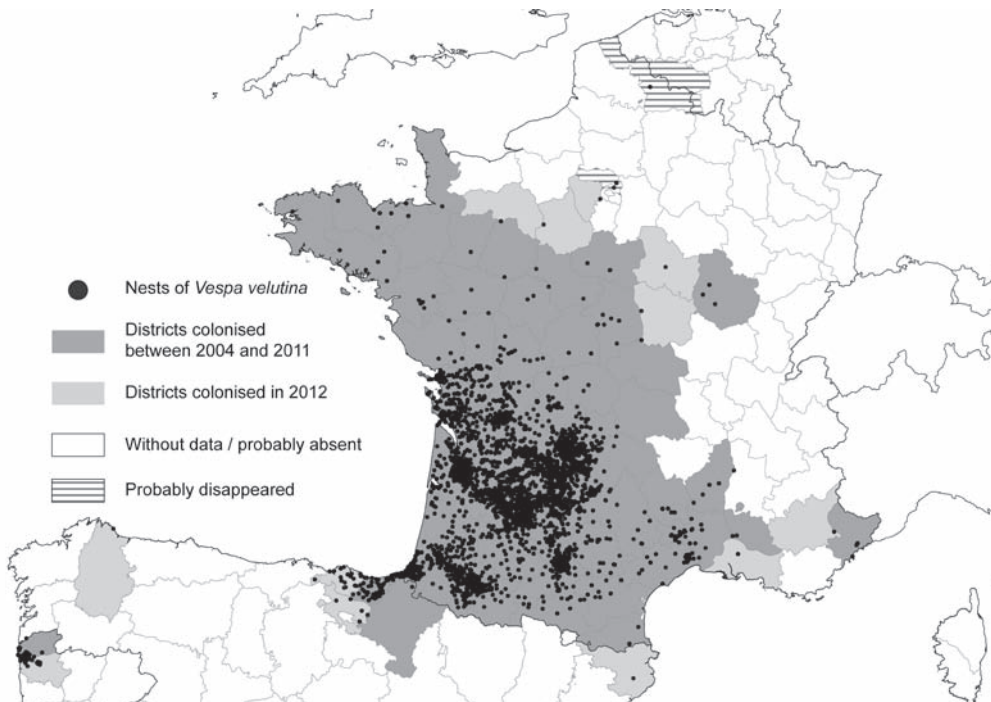 Nests of Vespa velutina
Districts colonised
between 2004 and 2011
Districts colonised in 2012
Without data / probably absent
Probably disappeared